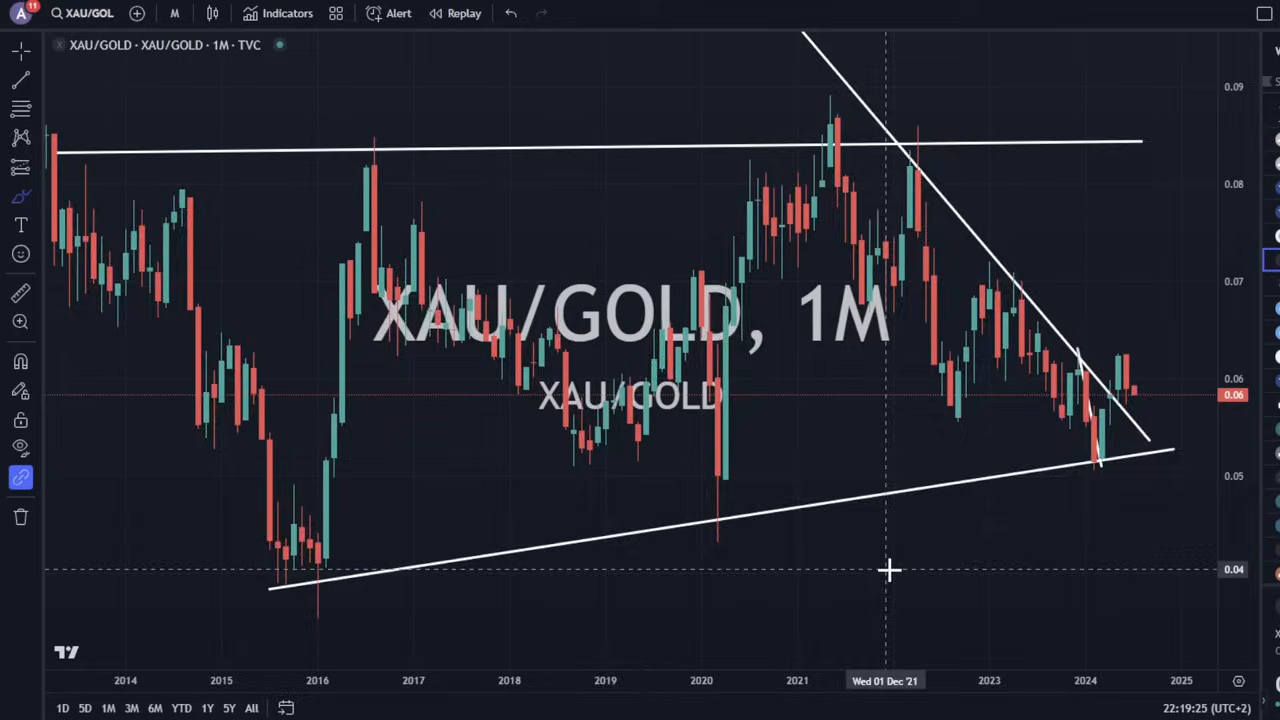 A 11 XAU/GOL M Indicators Alert Replay
X XAU/GOLD · XAU/GOLD · 1M · TVC
0.09
0.08
0.07
XAU/GOLD, 1M
0.06
XAU/GOLD
0.06
0.05
0.04
2014 2015 2016 2017 2018 2019 2020 2021 Wed 01 Dec '21 2023 2024 2025
1D 5D 1M 3M 6M YTD 1Y 5Y All 22:19:25 (UTC+2)